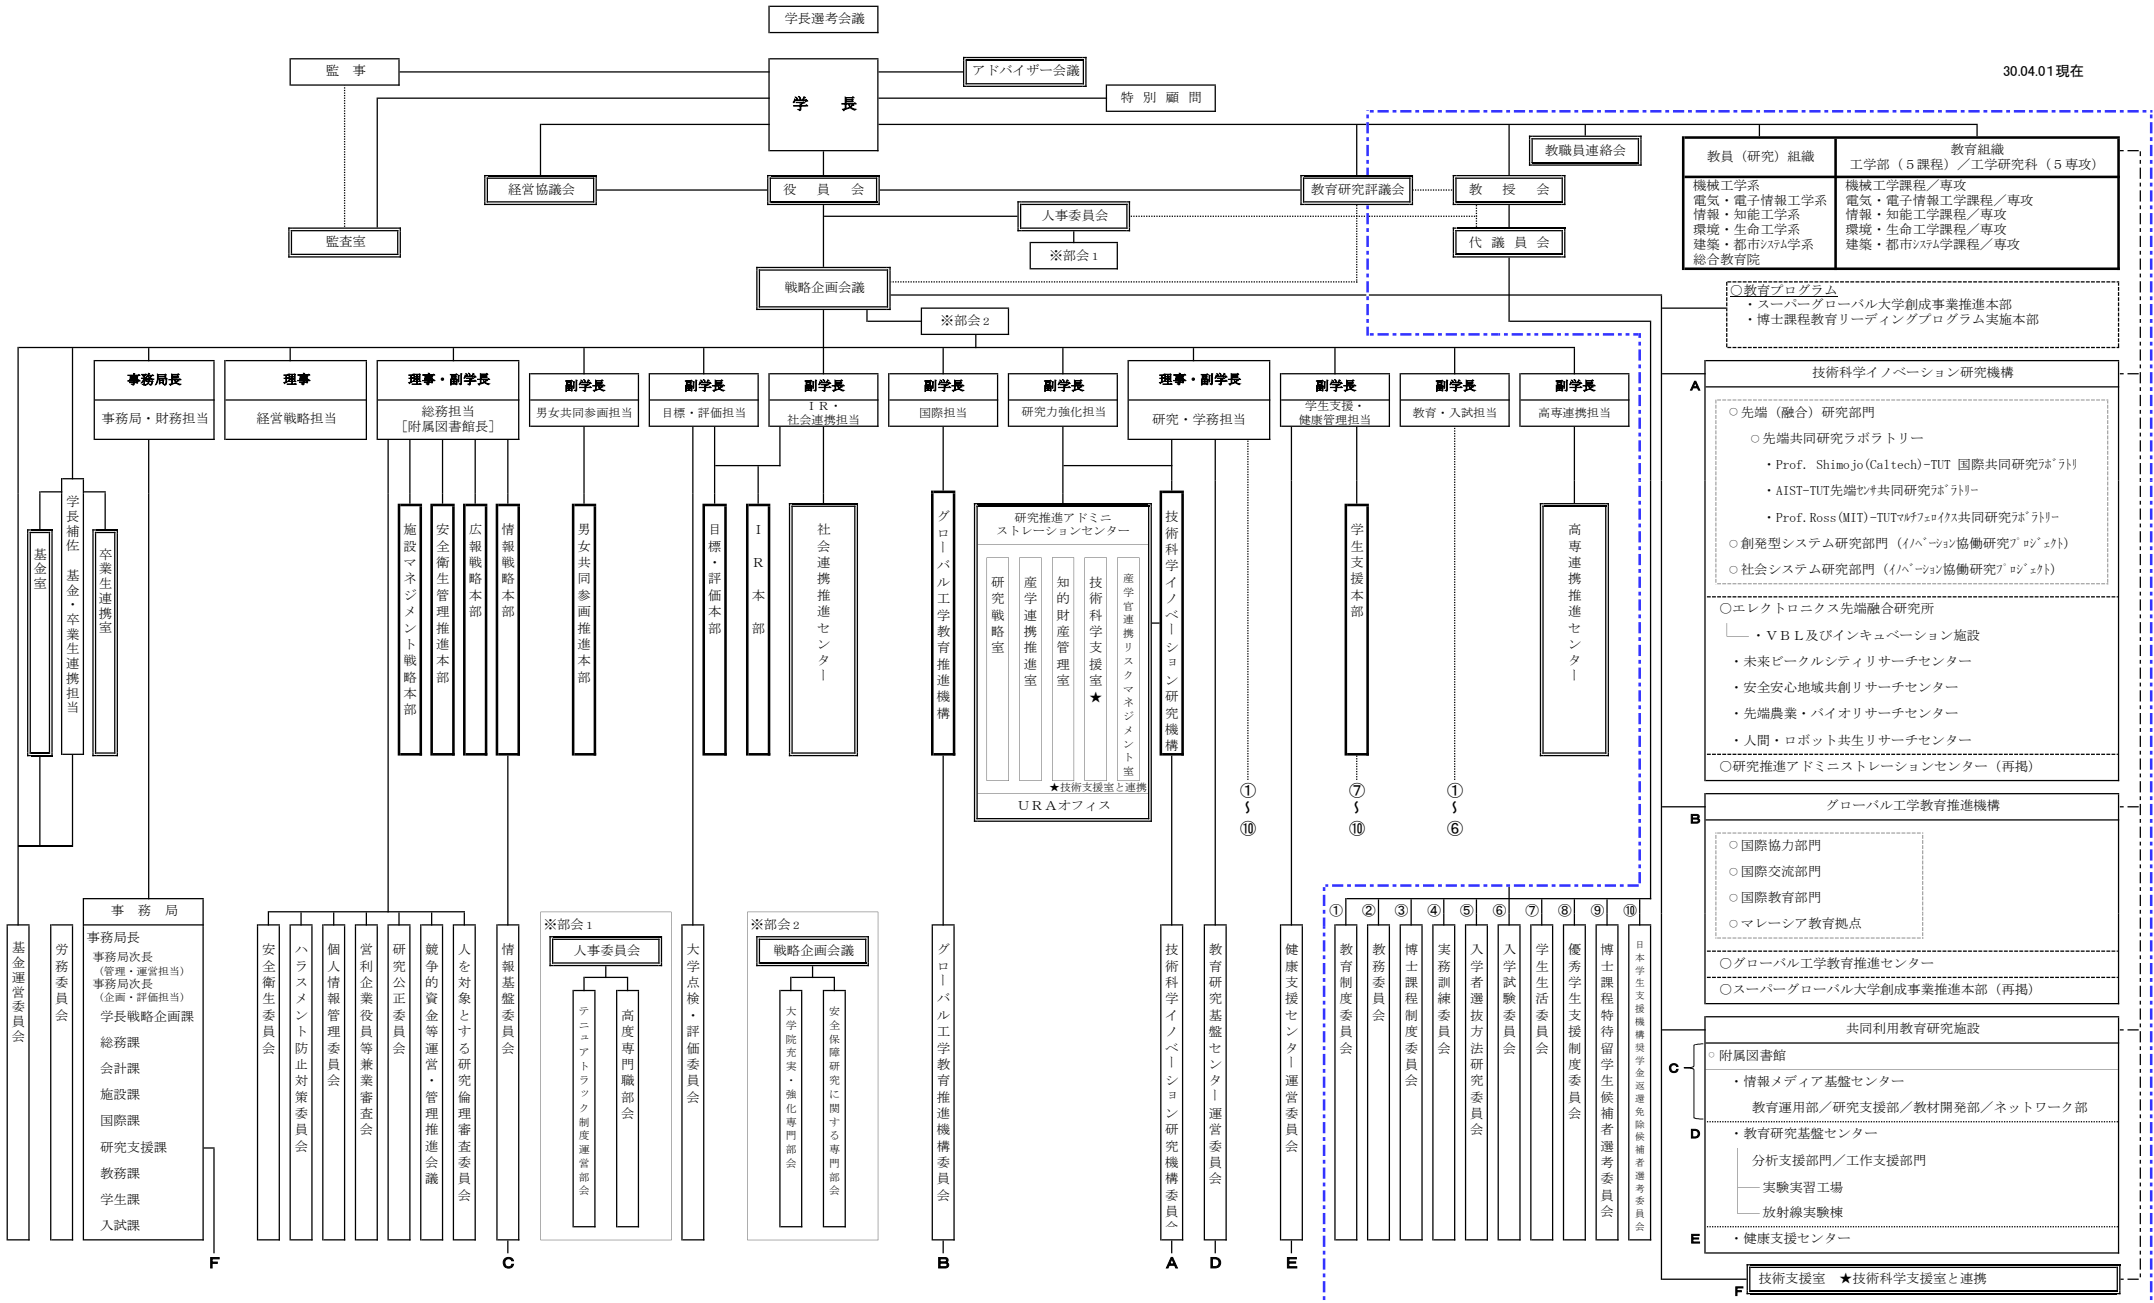 学長選考会議
監　事
学　長
アドバイザー会議
特 別 顧 問
30.04.01現在
経営協議会
役　員　会
教育研究評議会
教　授　会
教職員連絡会
監査室
人事委員会
※部会1
代 議 員 会
戦略企画会議
※部会2
教員（研究）組織
教育組織
工学部（５課程）／工学研究科（５専攻）
機械工学系
電気・電子情報工学系
情報・知能工学系
環境・生命工学系
建築・都市ｼｽﾃﾑ学系
総合教育院
機械工学課程／専攻
電気・電子情報工学課程／専攻
情報・知能工学課程／専攻
環境・生命工学課程／専攻
建築・都市ｼｽﾃﾑ学課程／専攻
○教育プログラム
・スーパーグローバル大学創成事業推進本部
・博士課程教育リーディングプログラム実施本部
事務局長
事務局・財務担当
理事
経営戦略担当
理事・副学長
総務担当
［附属図書館長］
副学長
男女共同参画担当
副学長
目標・評価担当
副学長
ＩＲ・
社会連携担当
副学長
国際担当
副学長
研究力強化担当
理事・副学長
研究・学務担当
副学長
学生支援・
健康管理担当
副学長
教育・入試担当
副学長
高専連携担当
基金室
学長補佐　基金・卒業生連携担当
卒業生連携室
施設マネジメント戦略本部
安全衛生管理推進本部
広報戦略本部
情報戦略本部
男女共同参画推進本部
目標・評価本部
ＩＲ本部
社会連携推進センター
グローバル工学教育推進機構
研究推進アドミニ
ストレーションセンター
研究戦略室
産学連携推進室
知的財産管理室
技術科学支援室★
産学官連携リスクマネジメント室
★技術支援室と連携
ＵＲＡオフィス
技術科学イノベーション研究機構
①
～
⑩
学生支援本部
⑦
～
⑩
①
～
⑥
高専連携推進センター
基金運営委員会
労務委員会
事　務　局
事務局長
事務局次長
（管理・運営担当）
事務局次長
（企画・評価担当）
学長戦略企画課
総務課
会計課
施設課
国際課
研究支援課
教務課
学生課
入試課
F
安全衛生委員会
ハラスメント防止対策委員会
個人情報管理委員会
営利企業役員等兼業審査会
研究公正委員会
競争的資金等運営・管理推進会議
人を対象とする研究倫理審査委員会
情報基盤委員会
C
※部会1
人事委員会
テニュアトラック制度運営部会
高度専門職部会
大学点検・評価委員会
※部会2
戦略企画会議
大学院充実・強化専門部会
安全保障研究に関する専門部会
グローバル工学教育推進機構委員会
B
技術科学イノベーション研究機構委員会
A
教育研究基盤センター運営委員会
D
健康支援センター運営委員会
E
①
教育制度委員会
②
教務委員会
③
博士課程制度委員会
④
実務訓練委員会
⑤
入学者選抜方法研究委員会
⑥
入学試験委員会
⑦
学生生活委員会
⑧
優秀学生支援制度委員会
⑨
博士課程特待留学生候補者選考委員会
⑩
日本学生支援機構奨学金返還免除候補者選考委員会
A
技術科学イノベーション研究機構
○先端（融合）研究部門
○先端共同研究ラボラトリー
・Prof. Shimojo(Caltech)-TUT 国際共同研究ﾗﾎﾞﾗﾄﾘ
・AIST-TUT先端ｾﾝｻ共同研究ﾗﾎﾞﾗﾄﾘｰ
・Prof.Ross(MIT)-TUTﾏﾙﾁﾌｪﾛｲｸｽ共同研究ﾗﾎﾞﾗﾄﾘｰ
○創発型システム研究部門（ｲﾉﾍﾞｰｼｮﾝ協働研究ﾌﾟﾛｼﾞｪｸﾄ）
○社会システム研究部門（ｲﾉﾍﾞｰｼｮﾝ協働研究ﾌﾟﾛｼﾞｪｸﾄ）
○エレクトロニクス先端融合研究所
・ＶＢＬ及びインキュベーション施設
・未来ビークルシティリサーチセンター
・安全安心地域共創リサーチセンター
・先端農業・バイオリサーチセンター
・人間・ロボット共生リサーチセンター
○研究推進アドミニストレーションセンター（再掲）
B
グローバル工学教育推進機構
○国際協力部門
○国際交流部門
○国際教育部門
○マレーシア教育拠点
○グローバル工学教育推進センター
○スーパーグローバル大学創成事業推進本部（再掲）
共同利用教育研究施設
C
○附属図書館
・情報メディア基盤センター
教育運用部／研究支援部／教材開発部／ネットワーク部
D
・教育研究基盤センター
分析支援部門／工作支援部門
実験実習工場
放射線実験棟
E
・健康支援センター
F
技術支援室　★技術科学支援室と連携